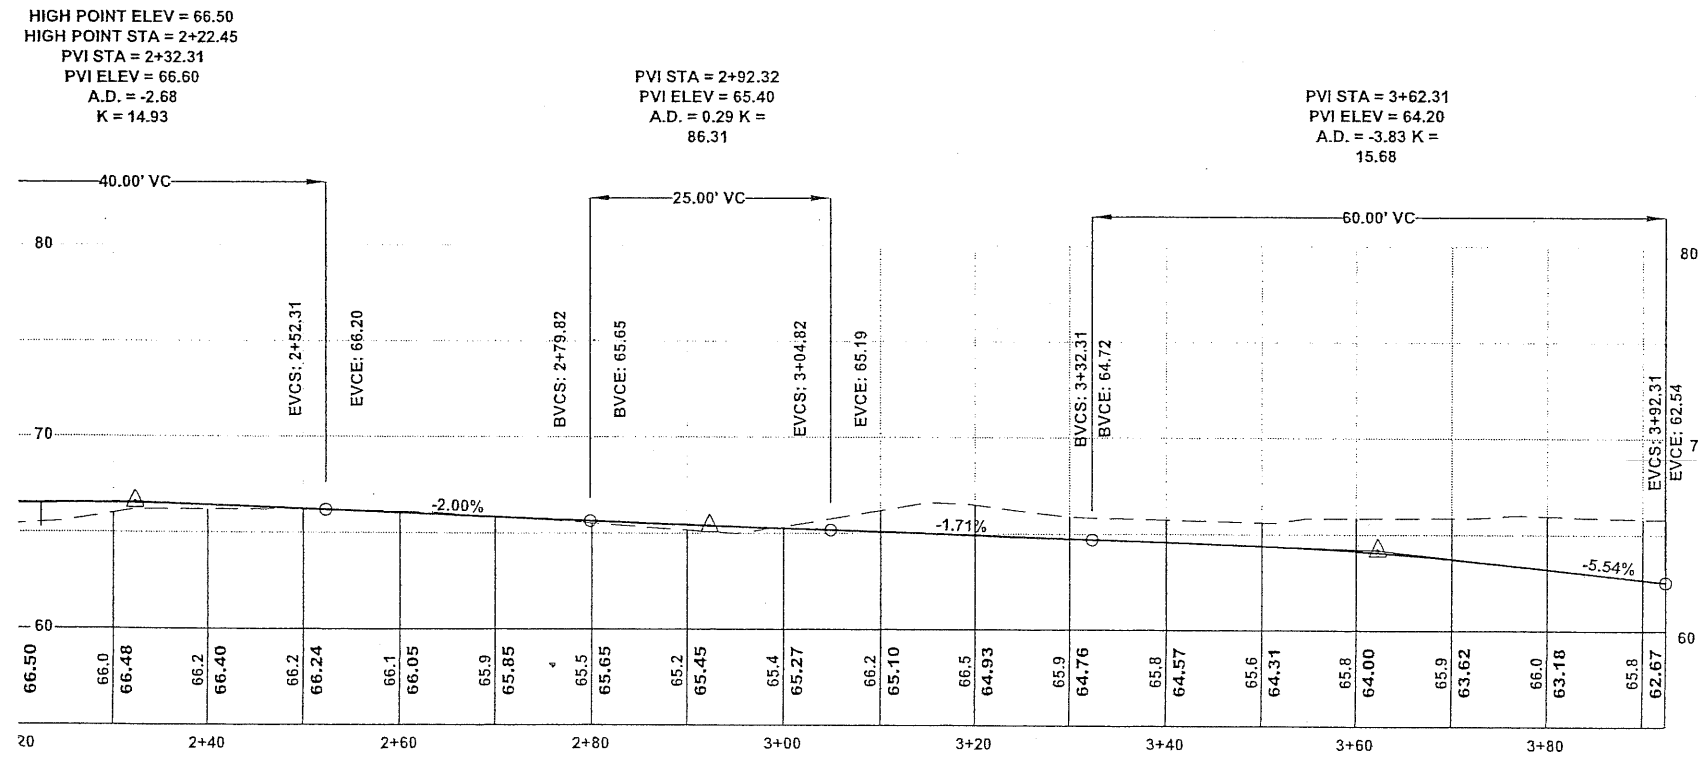 HIGH POINT ELEV = 66.50
HIGH POINT STA = 2+22.45
PVI STA = 2+32.31
PVI ELEV = 66.60
A.D. = -2.68
K = 14.93
PVI STA = 2+92.32
PVI ELEV = 65.40
A.D. = 0.29 K =
86.31
PVI STA = 3+62.31
PVI ELEV = 64.20
A.D. = -3.83 K =
15.68
40.00' VC
25.00' VC
60.00' VC
80
80
EVCS: 2+52.31
EVCE: 66.20
BVCS: 2+79.82
BVCE: 65.65
EVCS: 3+04.82
EVCE: 65.19
BVCS: 3+32.31
BVCE: 64.72
EVCS: 3+92.31
EVCE: 62.54
70
7
-2.00%
-1.71%
-5.54%
60
60
66.50
66.0
66.48
66.2
66.40
66.2
66.24
66.1
66.05
65.9
65.85
65.5
65.65
65.2
65.45
65.4
65.27
66.2
65.10
66.5
64.93
65.9
64.76
65.8
64.57
65.6
64.31
65.8
64.00
65.9
63.62
66.0
63.18
65.8
62.67
20
2+40
2+60
2+80
3+00
3+20
3+40
3+60
3+80